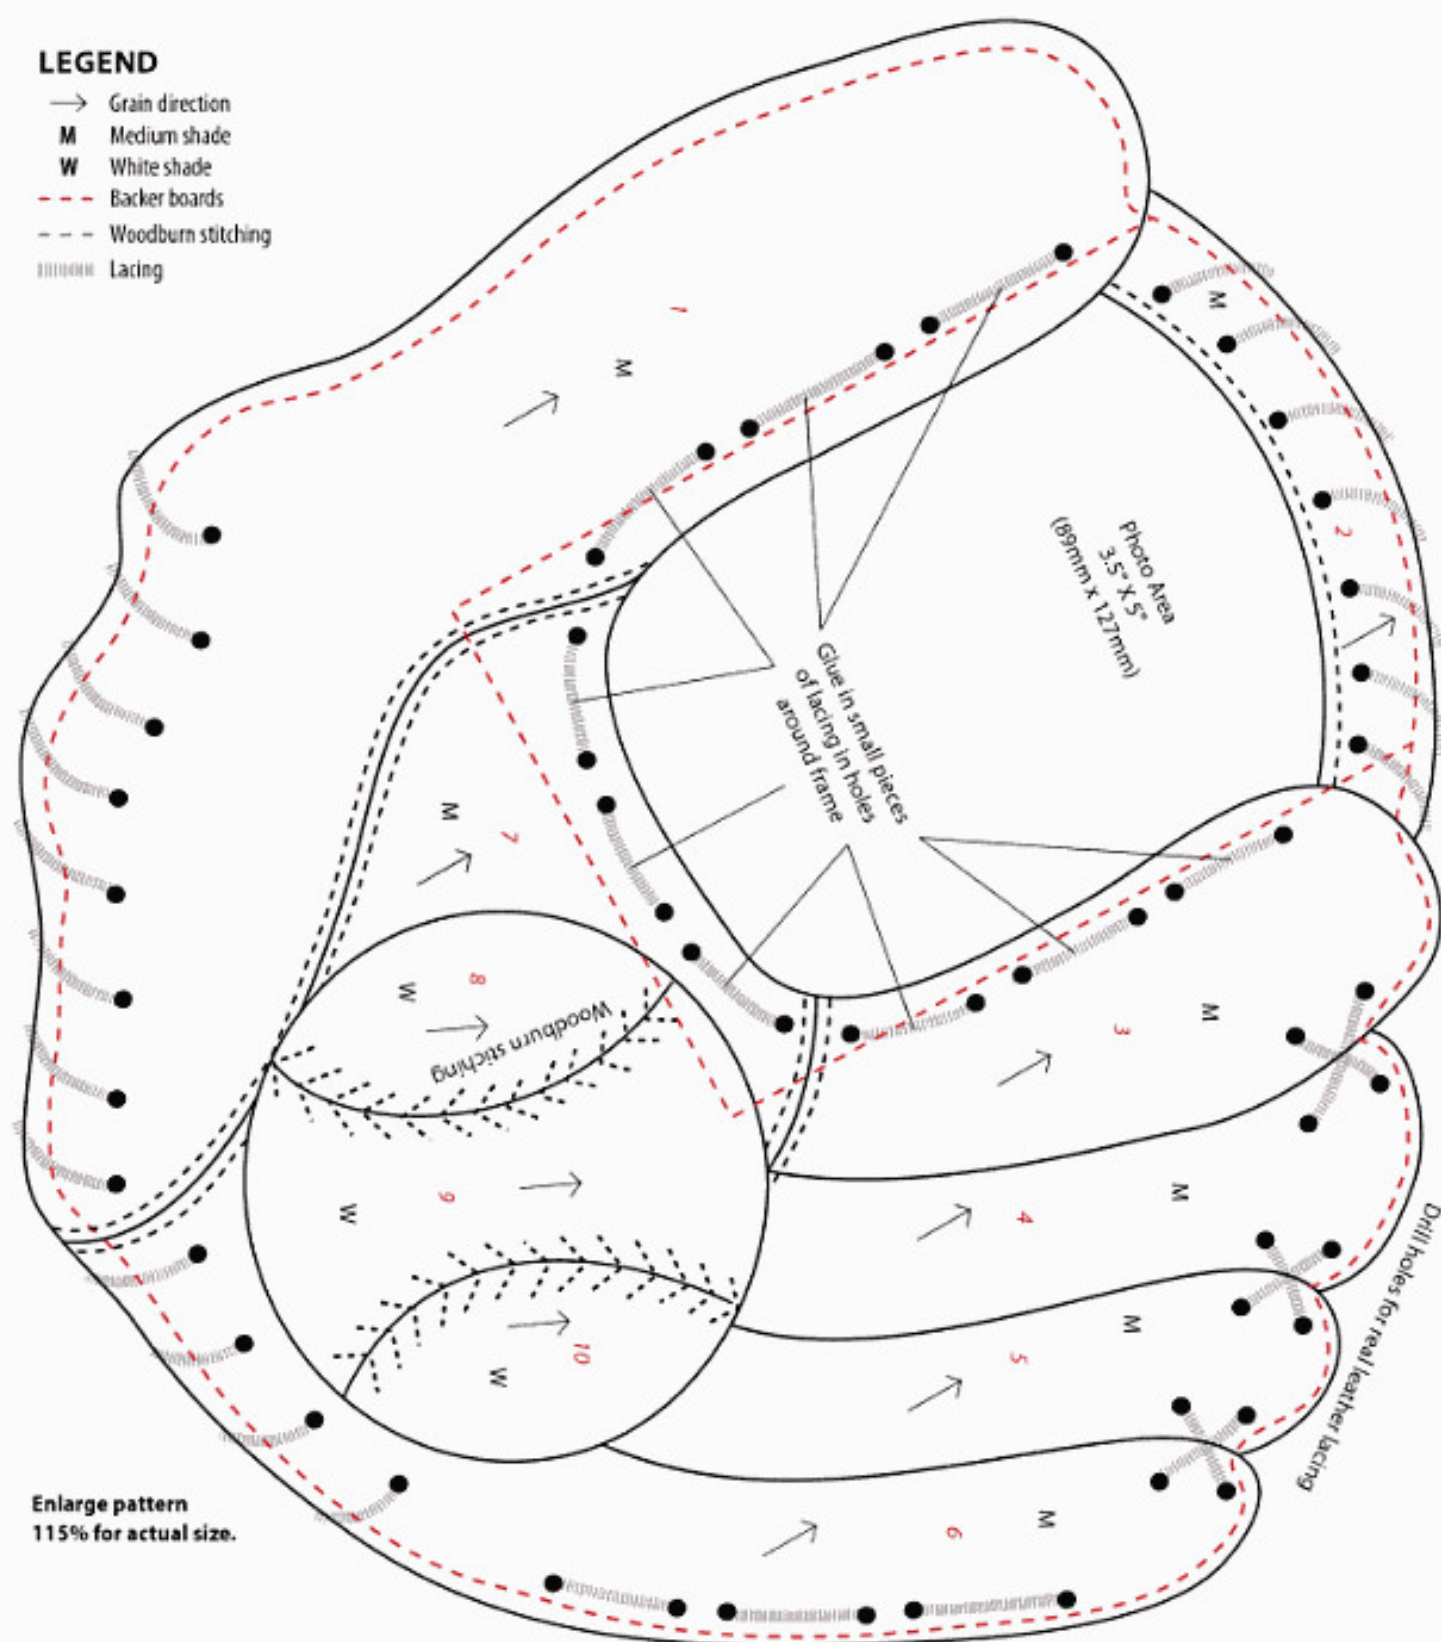 LEGEND
Grain direction
M Medium shade
W White shade
Backer boards
Woodburn stitching
Lacing
1
M
M
2
Photo Area
3.5" X 5"
(89mm x 127mm)
Glue in small pieces
of lacing in holes
around frame
M
7
W
8
Woodburn stiching
3
M
W
9
4
M
10
W
5
M
6
M
Drill holes for real leather lacing
Enlarge pattern
115% for actual size.